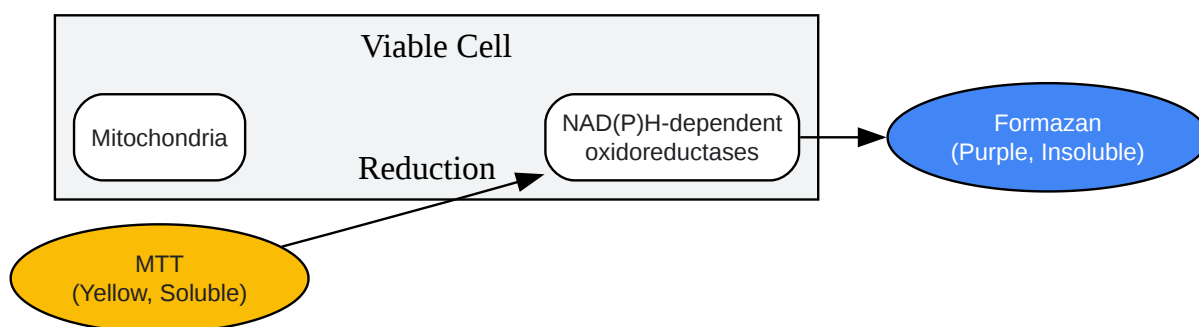 Viable Cell
Mitochondria
NAD(P)H-dependent
oxidoreductases
Formazan
(Purple, Insoluble)
Reduction
MTT
(Yellow, Soluble)